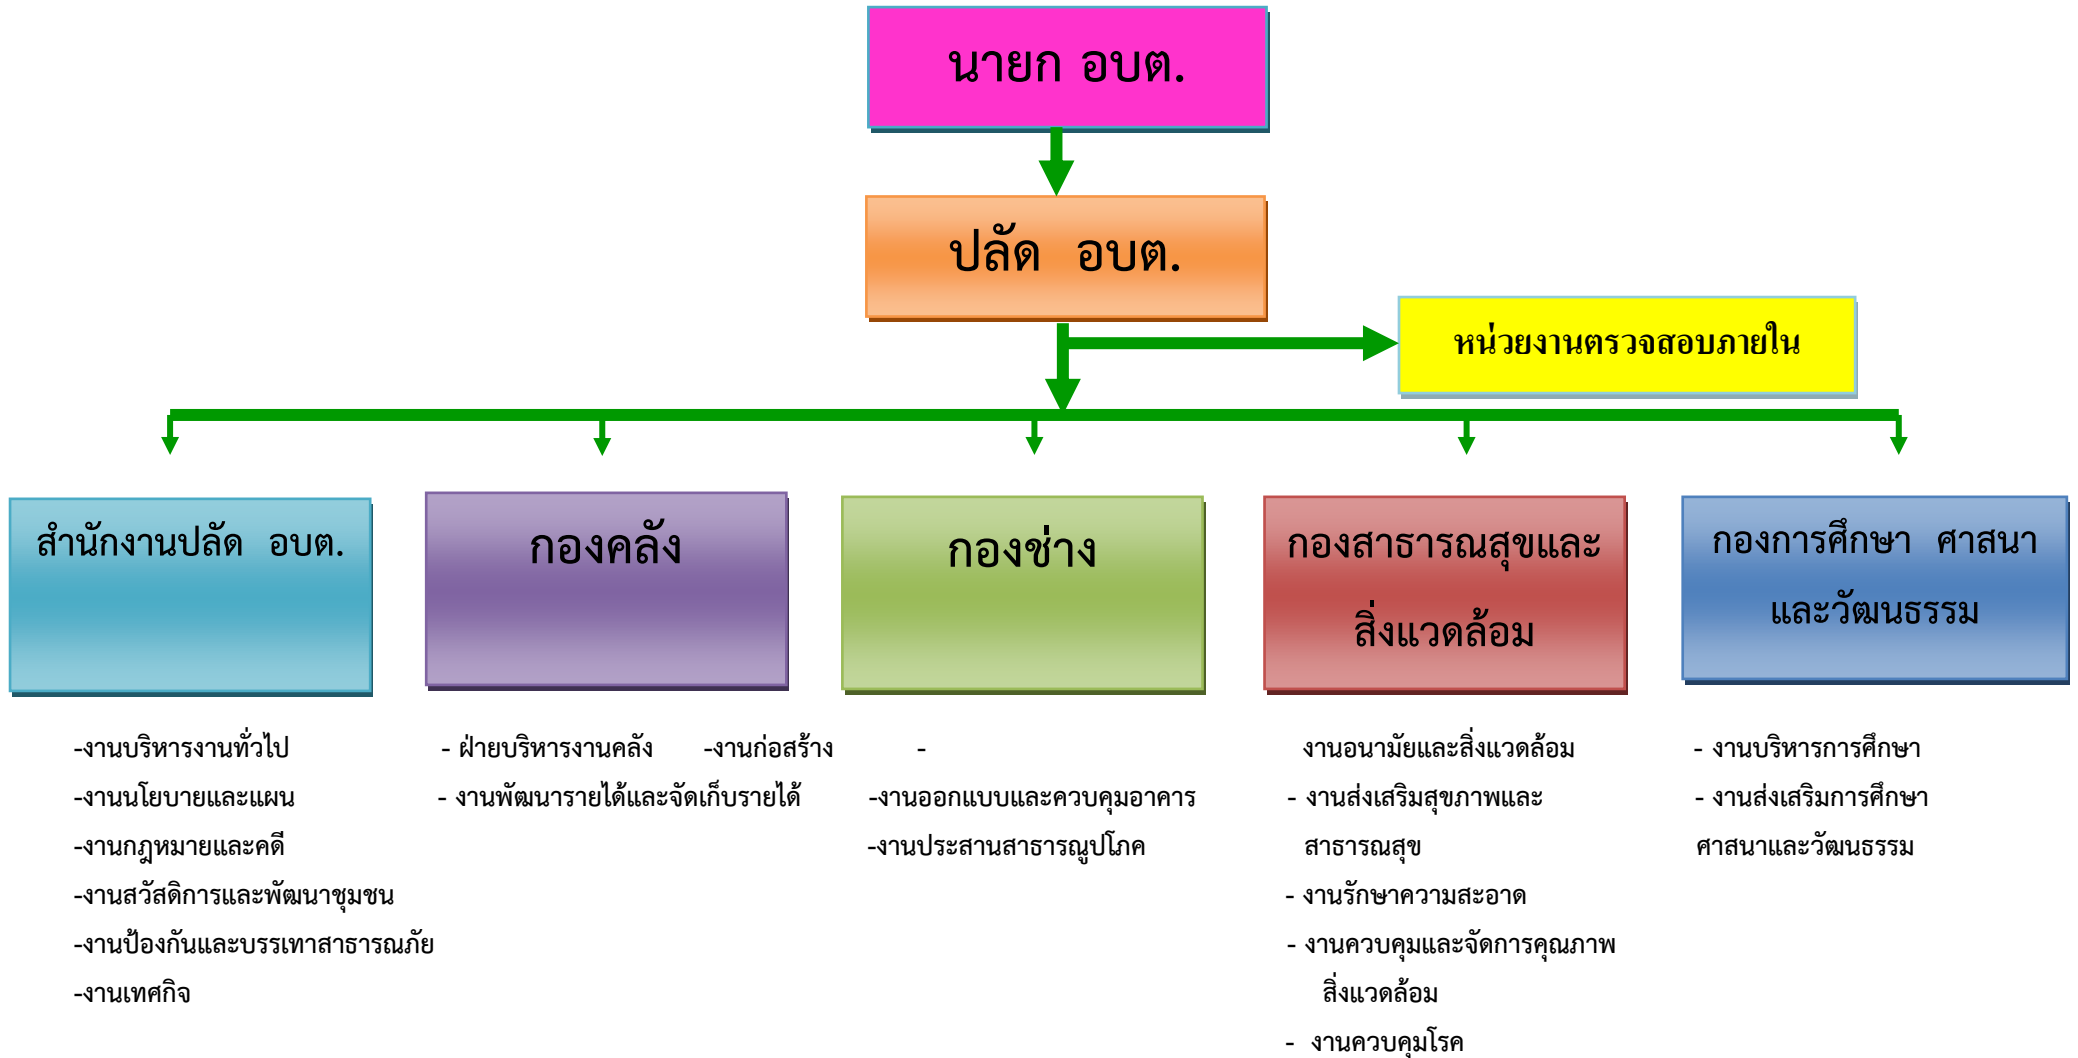 นายก อบต.
ปลัด อบต.
หน่วยงานตรวจสอบภายใน
สำนักงานปลัด อบต.
กองคลัง
กองช่าง
กองสาธารณสุขและ
สิ่งแวดล้อม
กองการศึกษา ศาสนา
และวัฒนธรรม
-งานบริหารงานทั่วไป - ฝ่ายบริหารงานคลัง -งานก่อสร้าง - งานอนามัยและสิ่งแวดล้อม - งานบริหารการศึกษา
-งานนโยบายและแผน - งานพัฒนารายได้และจัดเก็บรายได้ -งานออกแบบและควบคุมอาคาร - งานส่งเสริมสุขภาพและ - งานส่งเสริมการศึกษา
-งานกฎหมายและคดี -งานประสานสาธารณูปโภค สาธารณสุข ศาสนาและวัฒนธรรม
-งานสวัสดิการและพัฒนาชุมชน - งานรักษาความสะอาด
-งานป้องกันและบรรเทาสาธารณภัย - งานควบคุมและจัดการคุณภาพ
-งานเทศกิจ สิ่งแวดล้อม
- งานควบคุมโรค